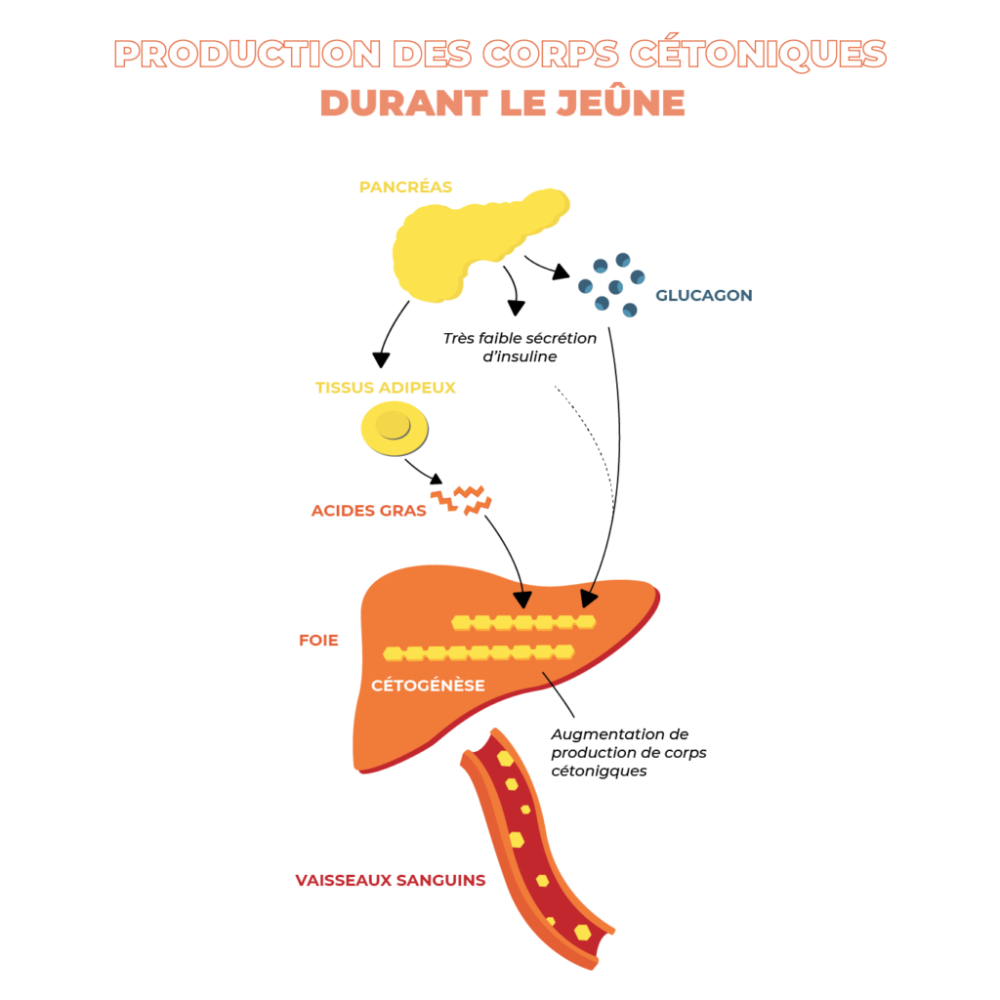 PRODUCTION DES CORPS CÉTONIQUES
DURANT LE JEÛNE
PANCRÉAS
GLUCAGON
Très faible sécrétion
d'insuline
TISSUS ADIPEUX
ACIDES GRAS
FOIE
CÉTOGÉNÈSE
Augmentation de
production de corps
cétonigques
VAISSEAUX SANGUINS